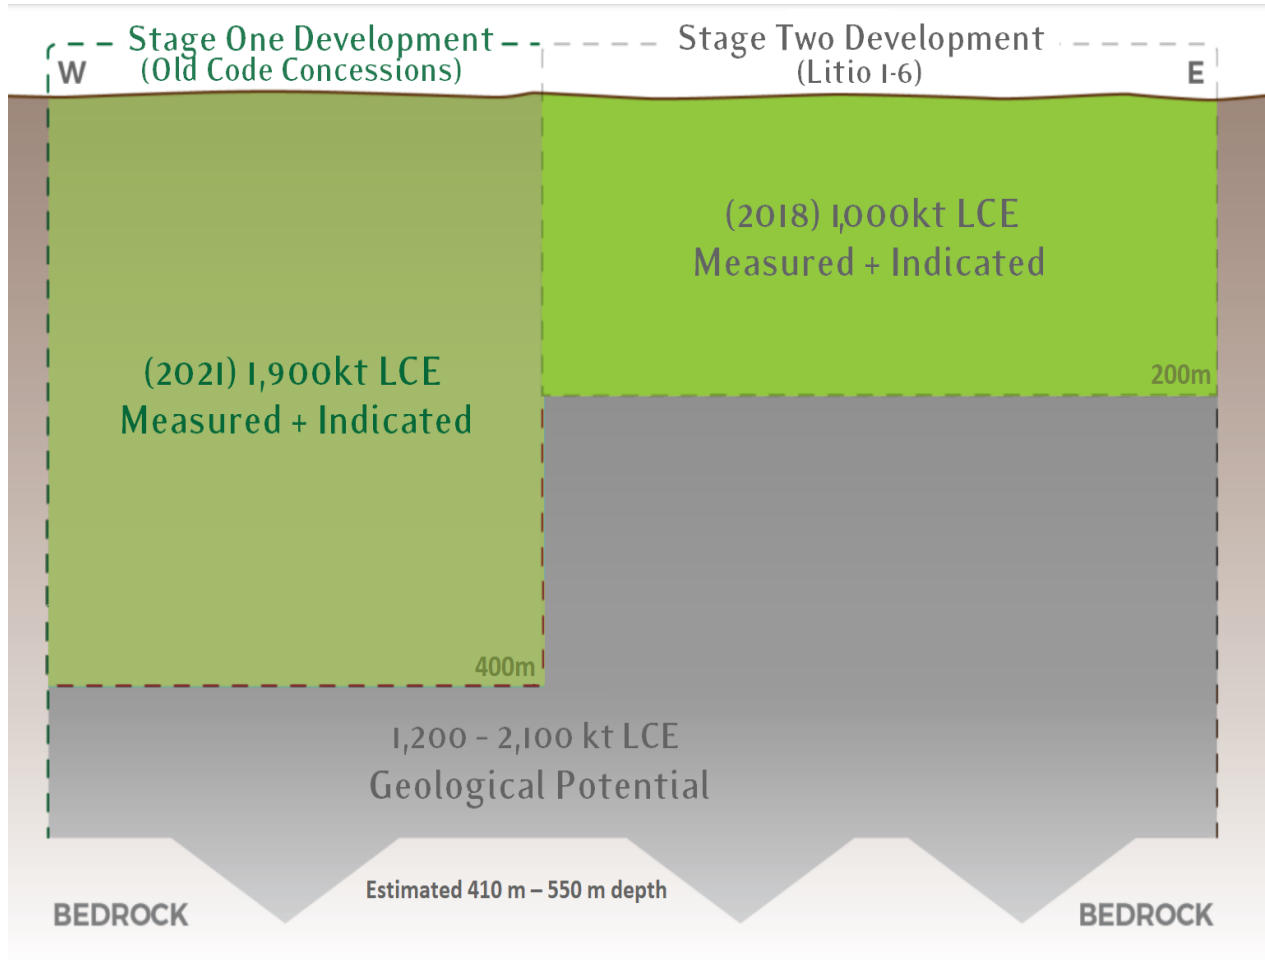 Stage One Development
(Old Code Concessions)
W
Stage Two Development
(Litio 1-6)
E
(2018) 1,000kt LCE
Measured + Indicated
200m
(2021) 1,900kt LCE
Measured + Indicated
400m
1,200 - 2,100 kt LCE
Geological Potential
Estimated 410 m – 550 m depth
BEDROCK
BEDROCK